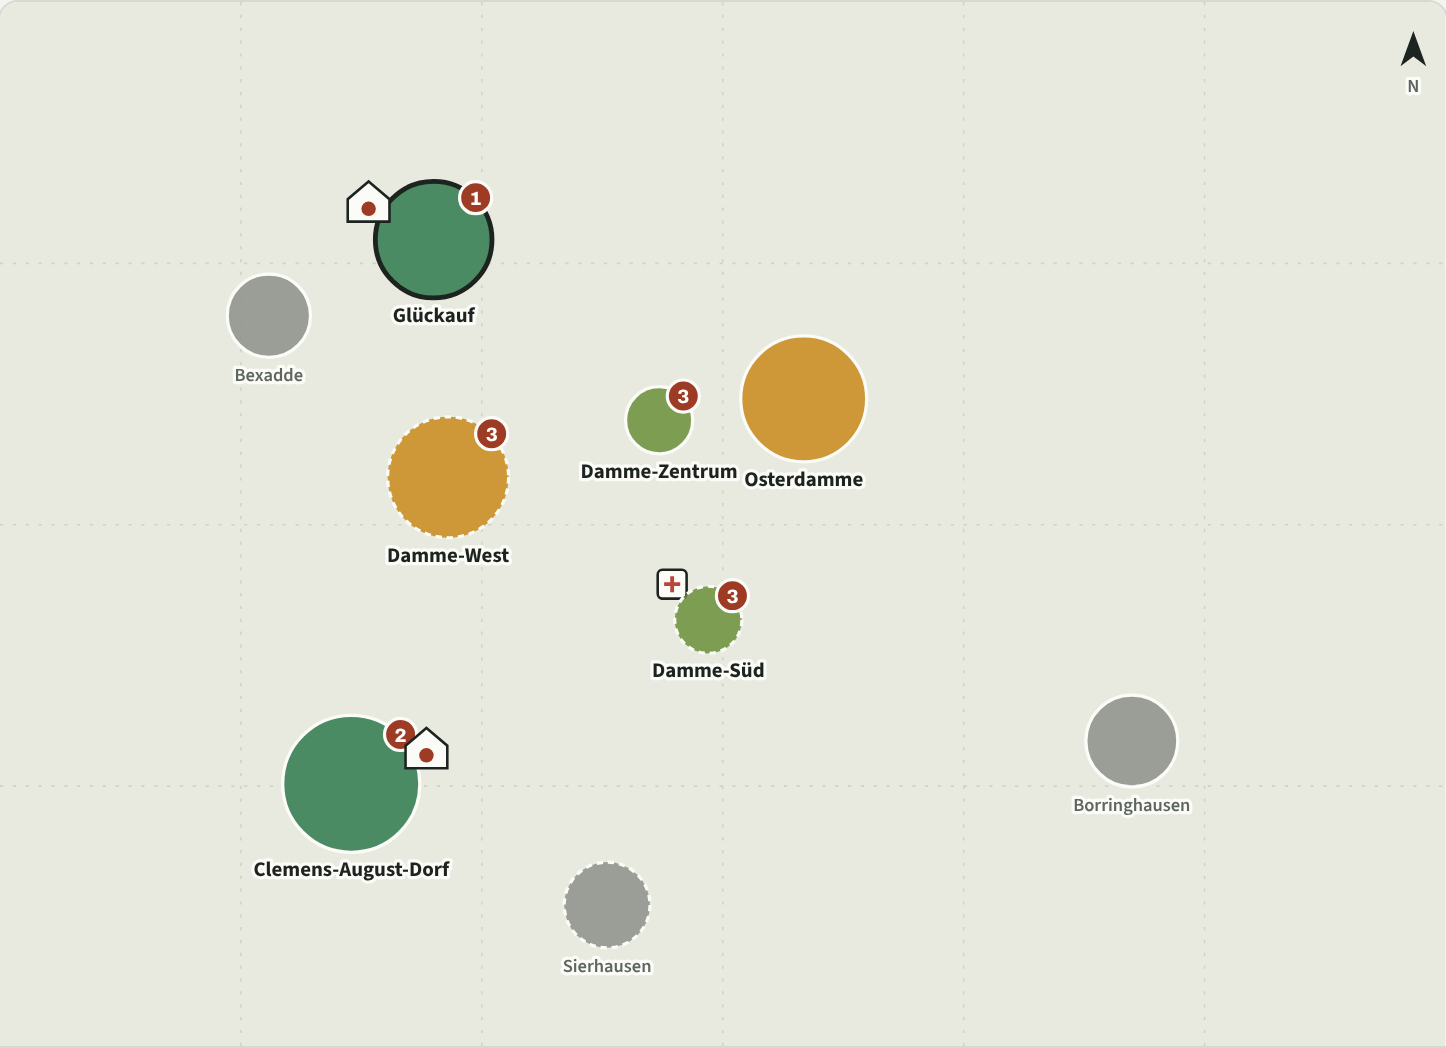 N
1
Glückauf
Bexadde
3
Damme-Zentrum
Osterdamme
3
Damme-West
3
Damme-Süd
2
Clemens-August-Dorf
Borringhausen
Sierhausen